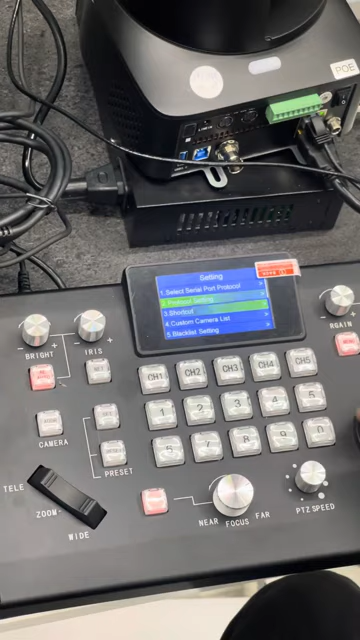 POE
Setting
1.Select Serial Port Protocol
2.Protocol Setting
3.Shortcut
4.Custom Camera List
5.Blacklist Setting
BRIGHT
IRIS
RGAIN
CH1
CH2
CH3
CH4
CH5
1
2
3
4
5
6
7
8
9
0
CAMERA
PRESET
TELE
ZOOM
WIDE
NEAR
FOCUS
FAR
PTZ SPEED